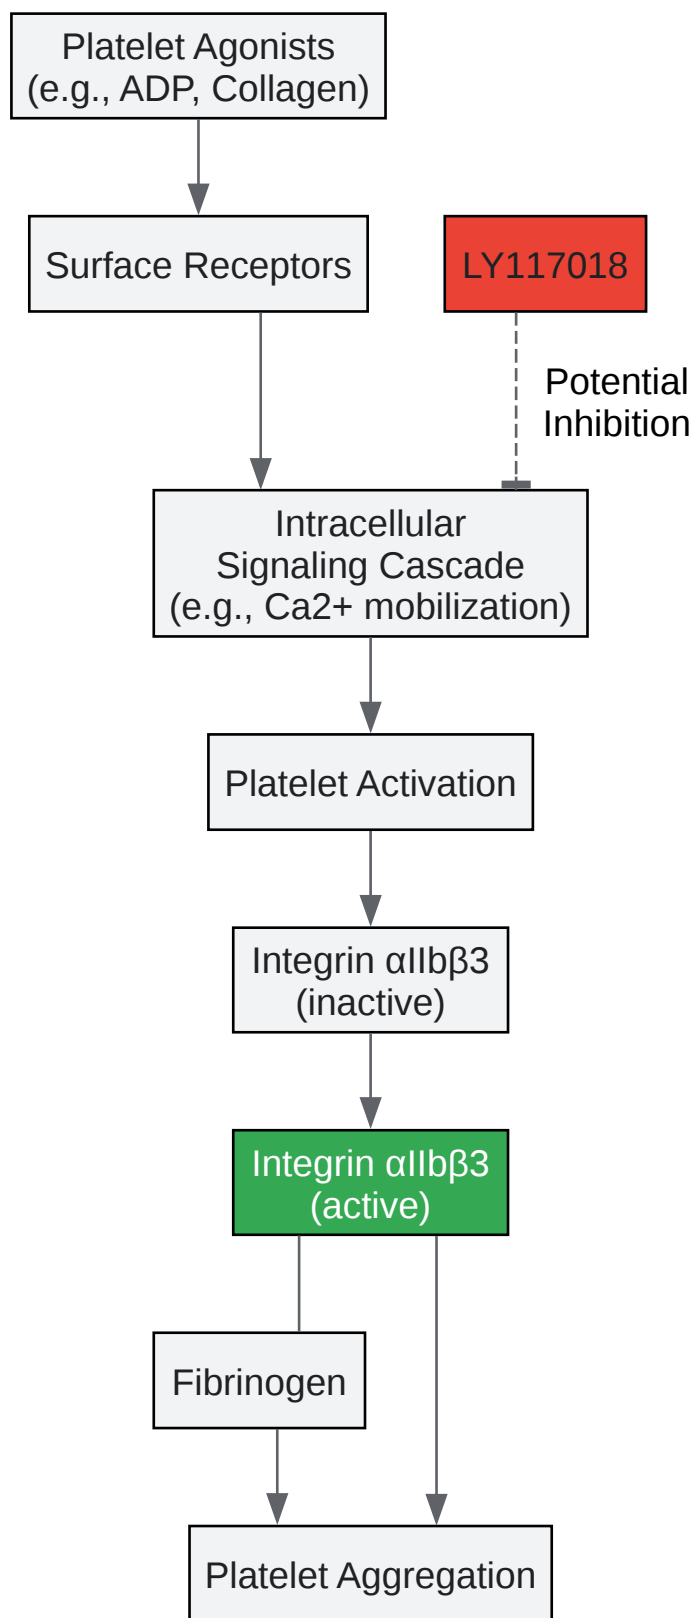 Platelet Agonists
(e.g., ADP, Collagen)
Surface Receptors
LY117018
Potential
Inhibition
Intracellular
Signaling Cascade
(e.g., Ca2+ mobilization)
Platelet Activation
Integrin αIIbβ3
(inactive)
Integrin αIIbβ3
(active)
Fibrinogen
Platelet Aggregation